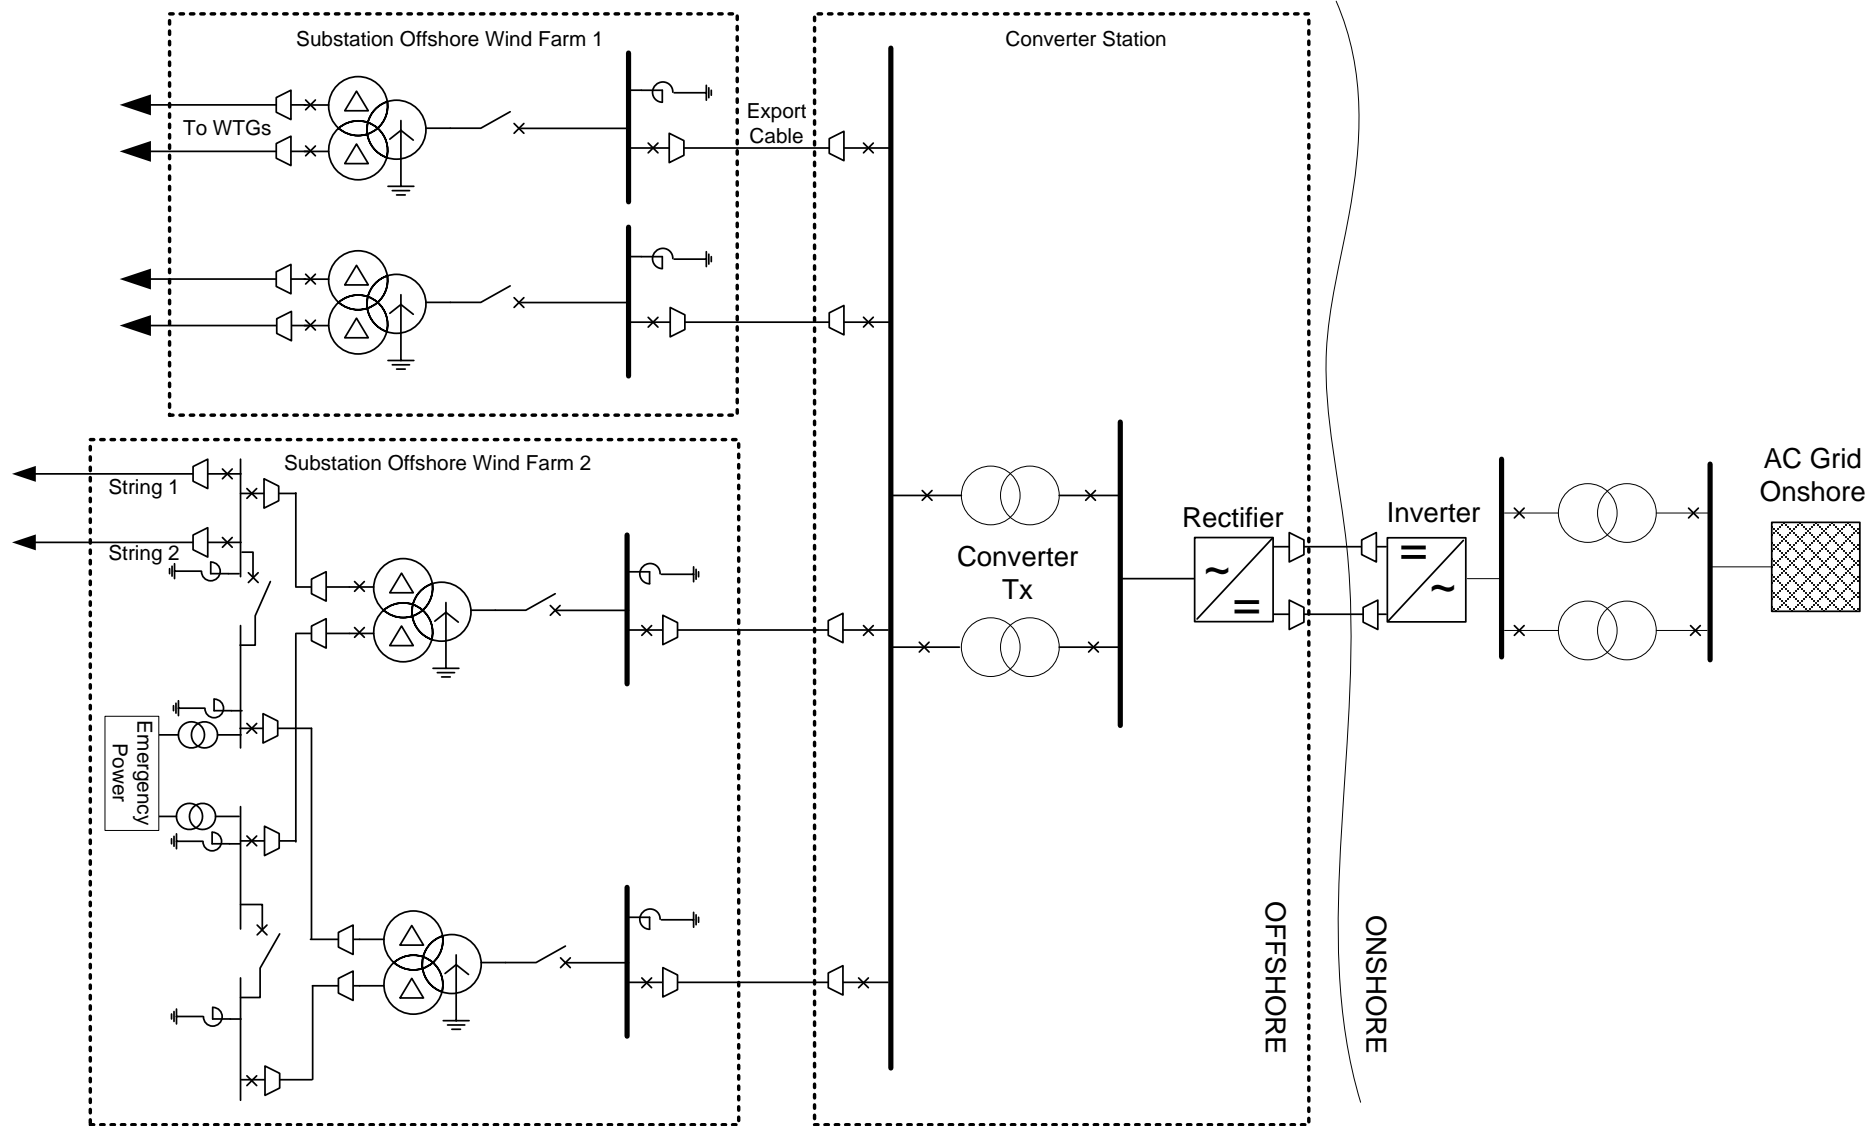 Substation Offshore Wind Farm 1
To WTGs
Export
Cable
Converter Station
Substation Offshore Wind Farm 2
String 1
String 2
Emergency
Power
Converter
Tx
Rectifier
~
=
Inverter
=
~
AC Grid
Onshore
OFFSHORE
ONSHORE